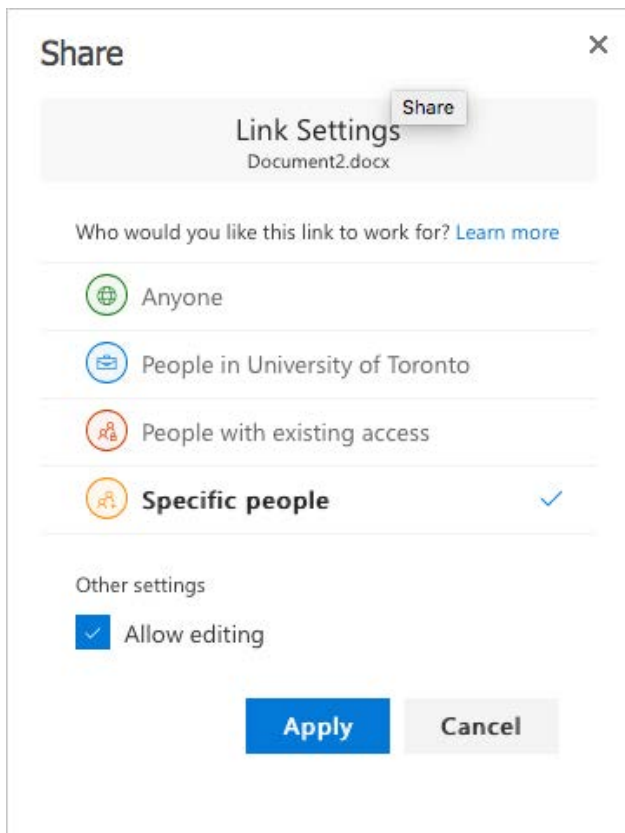 Share
Share
Link Settings
Document2.docx
Who would you like this link to work for? Learn more
Anyone
People in University of Toronto
People with existing access
Specific people
Other settings
Allow editing
Apply Cancel